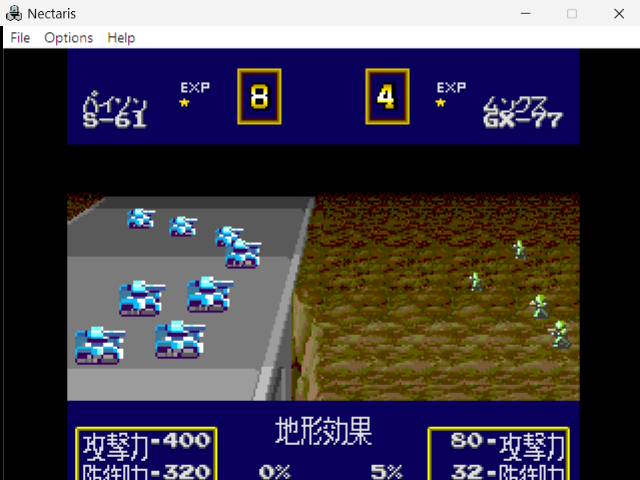 Nectaris
File Options Help
バイソン EXP 8 4 EXP ムンクス
S-61 GX-77
地形効果
攻撃力-400 80-攻撃力
防御力-320 0% 5% 32-防御力